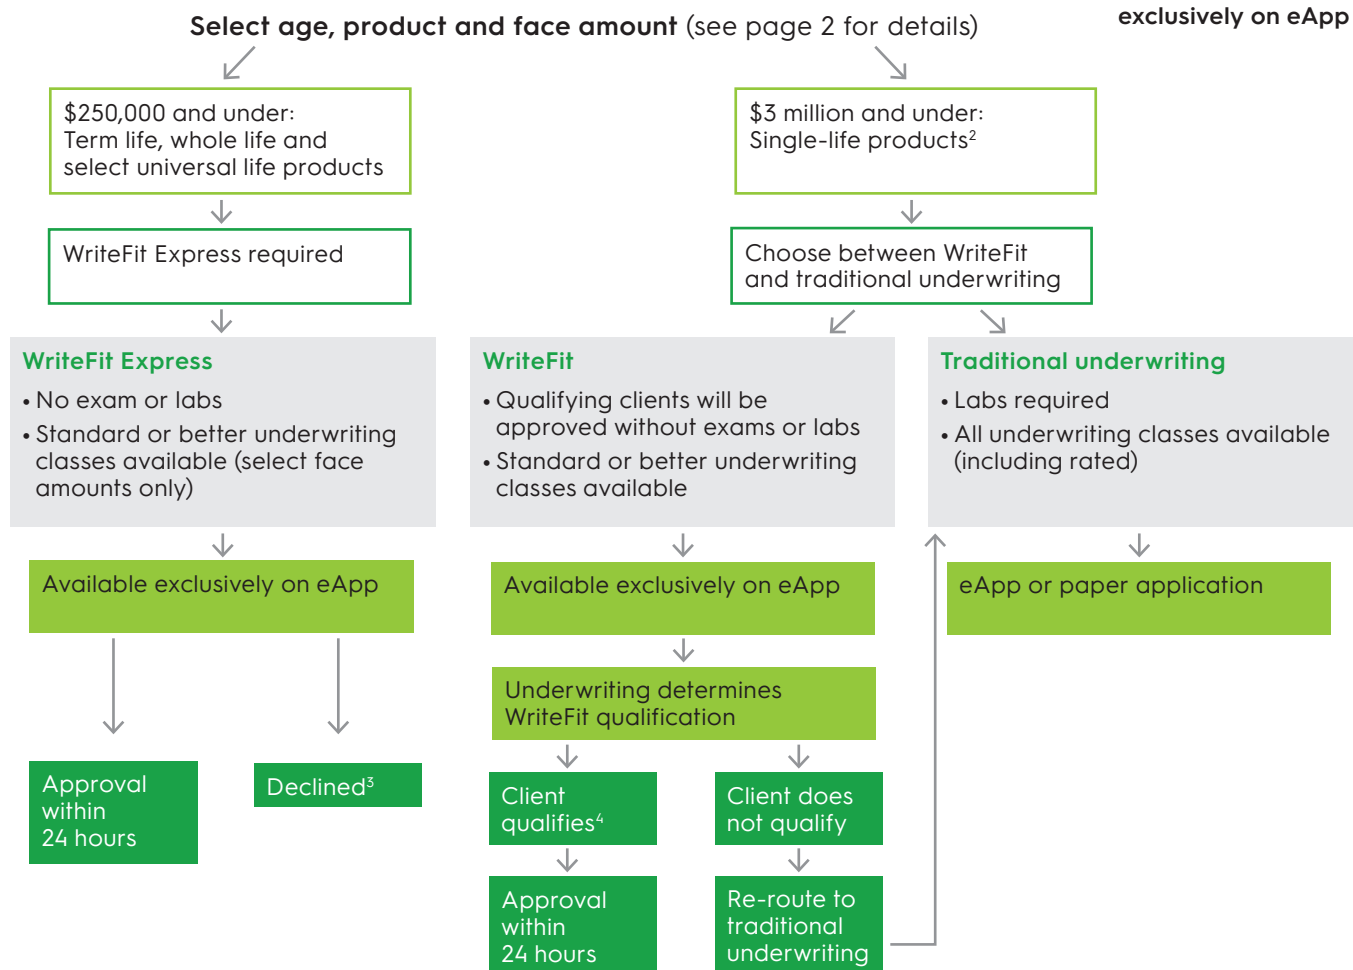 exclusively on eApp
Select age, product and face amount (see page 2 for details)
$250,000 and under:
Term life, whole life and
select universal life products
$3 million and under:
Single-life products²
WriteFit Express required
Choose between WriteFit
and traditional underwriting
WriteFit Express
• No exam or labs
• Standard or better underwriting
classes available (select face
amounts only)
WriteFit
• Qualifying clients will be
approved without exams or labs
• Standard or better underwriting
classes available
Traditional underwriting
• Labs required
• All underwriting classes available
(including rated)
Available exclusively on eApp
Available exclusively on eApp
eApp or paper application
Underwriting determines
WriteFit qualification
Approval
within
24 hours
Declined³
Client
qualifies⁴
Client does
not qualify
Approval
within
24 hours
Re-route to
traditional
underwriting